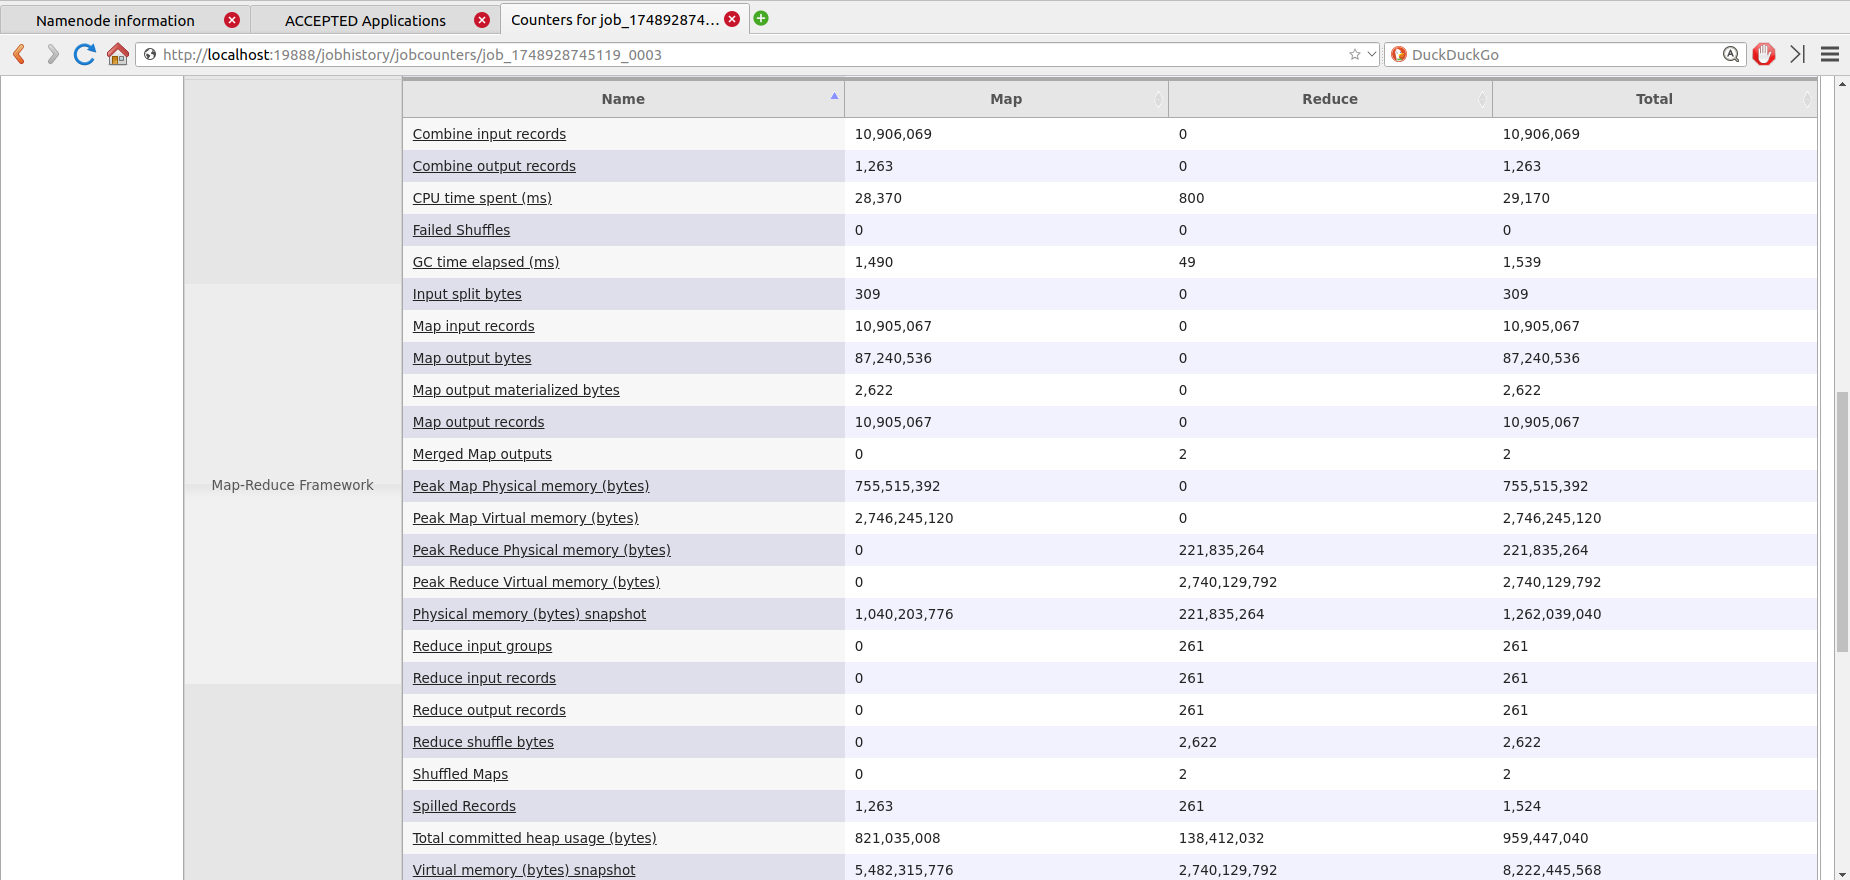 Namenode information
ACCEPTED Applications
Counters for job_174892874...
http://localhost:19888/jobhistory/jobcounters/job_1748928745119_0003
DuckDuckGo
Name Map Reduce Total
Combine input records 10,906,069 0 10,906,069
Combine output records 1,263 0 1,263
CPU time spent (ms) 28,370 800 29,170
Failed Shuffles 0 0 0
GC time elapsed (ms) 1,490 49 1,539
Input split bytes 309 0 309
Map input records 10,905,067 0 10,905,067
Map output bytes 87,240,536 0 87,240,536
Map output materialized bytes 2,622 0 2,622
Map output records 10,905,067 0 10,905,067
Merged Map outputs 0 2 2
Map-Reduce Framework
Peak Map Physical memory (bytes) 755,515,392 0 755,515,392
Peak Map Virtual memory (bytes) 2,746,245,120 0 2,746,245,120
Peak Reduce Physical memory (bytes) 0 221,835,264 221,835,264
Peak Reduce Virtual memory (bytes) 0 2,740,129,792 2,740,129,792
Physical memory (bytes) snapshot 1,040,203,776 221,835,264 1,262,039,040
Reduce input groups 0 261 261
Reduce input records 0 261 261
Reduce output records 0 261 261
Reduce shuffle bytes 0 2,622 2,622
Shuffled Maps 0 2 2
Spilled Records 1,263 261 1,524
Total committed heap usage (bytes) 821,035,008 138,412,032 959,447,040
Virtual memory (bytes) snapshot 5,482,315,776 2,740,129,792 8,222,445,568